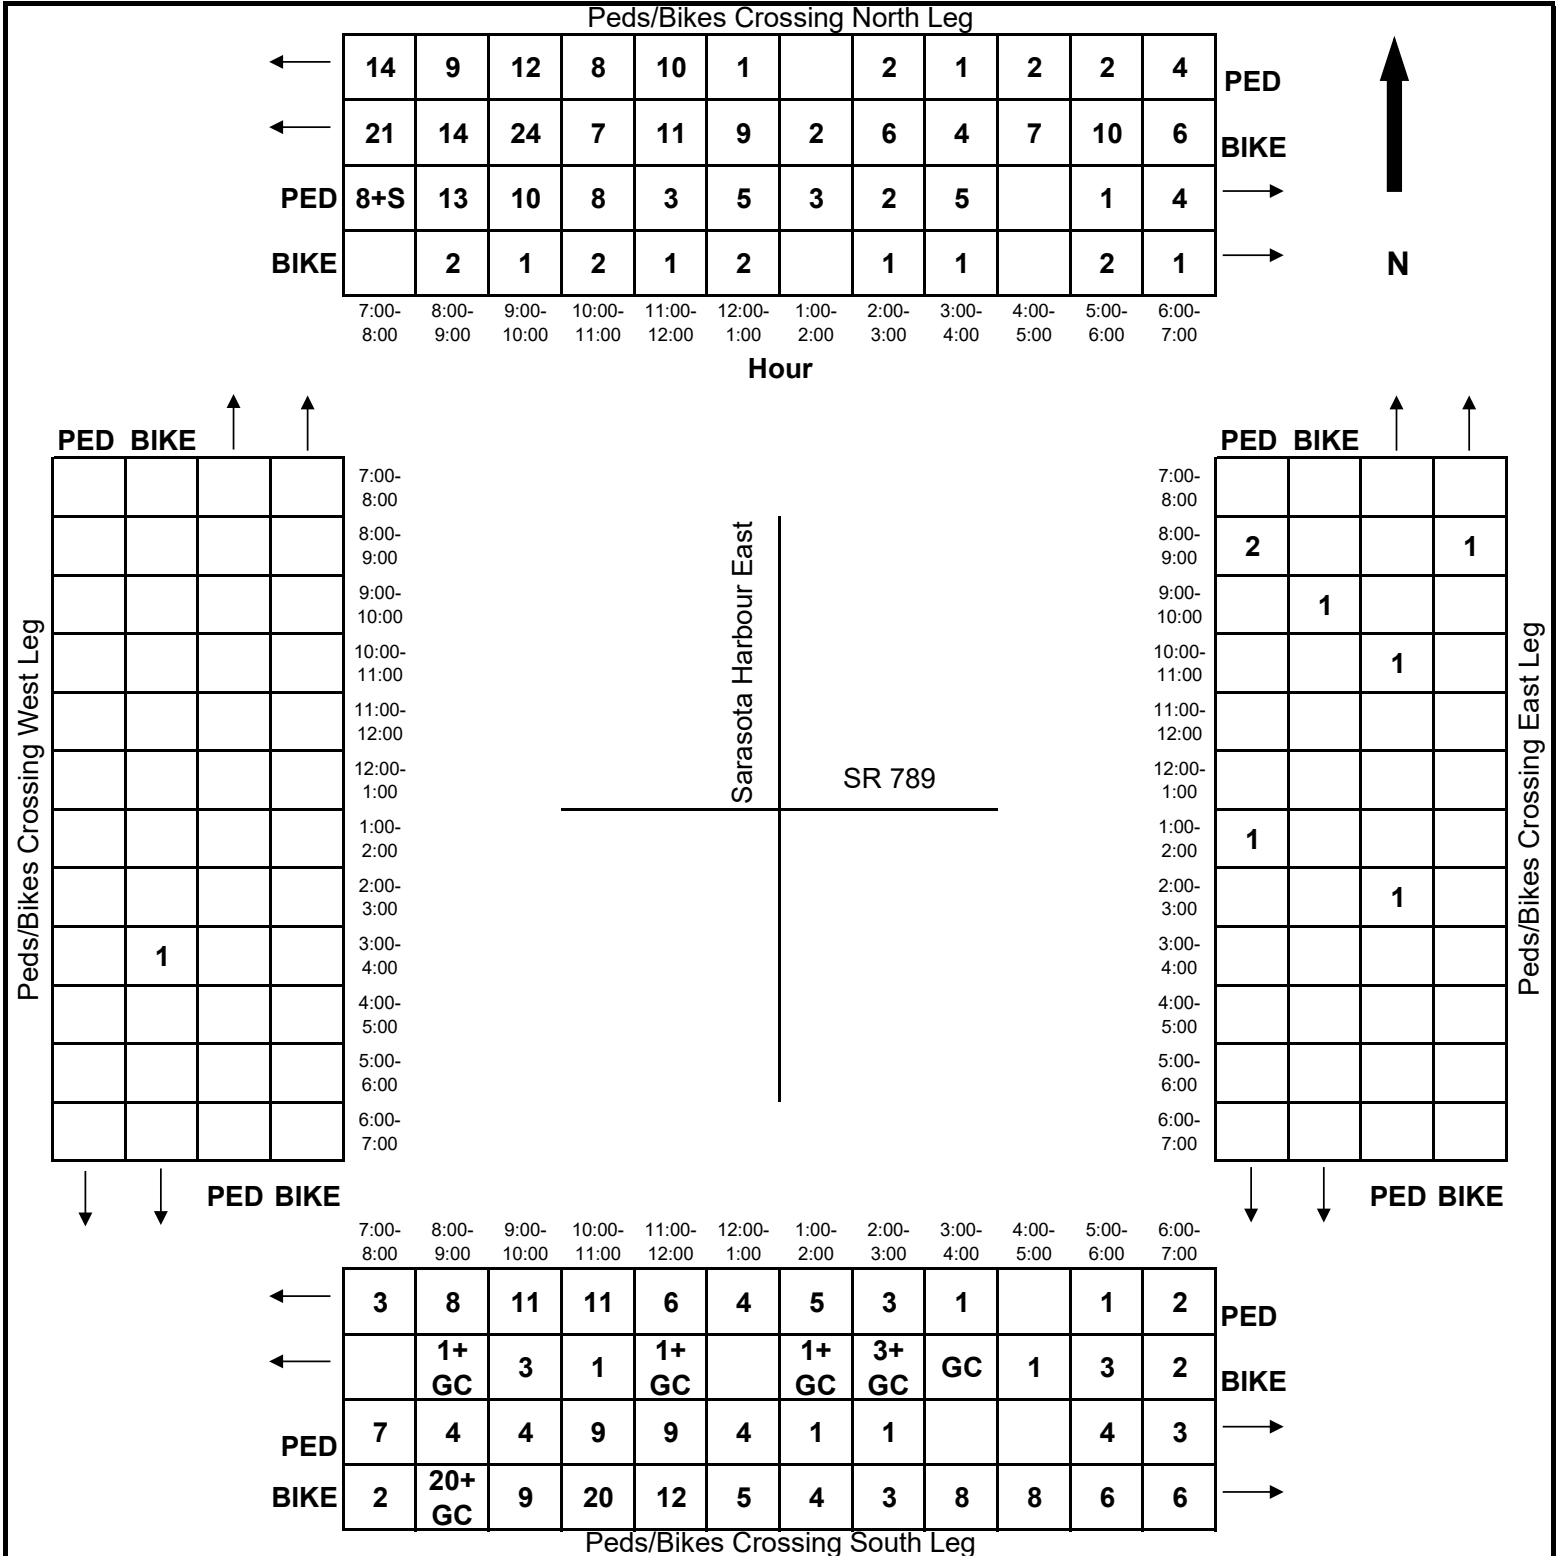 Peds/Bikes Crossing North Leg
14 9 12 8 10 1 2 1 2 2 4 PED
21 14 24 7 11 9 2 6 4 7 10 6 BIKE
PED 8+S 13 10 8 3 5 3 2 5 1 4
BIKE 2 1 2 1 2 1 1 2 1
N
7:00- 8:00- 9:00- 10:00- 11:00- 12:00- 1:00- 2:00- 3:00- 4:00- 5:00- 6:00-
8:00 9:00 10:00 11:00 12:00 1:00 2:00 3:00 4:00 5:00 6:00 7:00
Hour
PED BIKE
Peds/Bikes Crossing West Leg
7:00-
8:00
8:00-
9:00
9:00-
10:00
10:00-
11:00
11:00-
12:00
12:00-
1:00
1:00-
2:00
2:00-
3:00
1 3:00-
4:00
4:00-
5:00
5:00-
6:00
6:00-
7:00
PED BIKE
Sarasota Harbour East
SR 789
PED BIKE
7:00-
8:00
8:00-
9:00 2 1
9:00-
10:00 1
10:00-
11:00 1
11:00-
12:00
12:00-
1:00
1:00-
2:00 1
2:00-
3:00 1
3:00-
4:00
4:00-
5:00
5:00-
6:00
6:00-
7:00
Peds/Bikes Crossing East Leg
PED BIKE
7:00- 8:00- 9:00- 10:00- 11:00- 12:00- 1:00- 2:00- 3:00- 4:00- 5:00- 6:00-
8:00 9:00 10:00 11:00 12:00 1:00 2:00 3:00 4:00 5:00 6:00 7:00
3 8 11 11 6 4 5 3 1 1 2 PED
1+ 1+ 1+ 3+
GC 3 1 GC GC GC GC 1 3 2 BIKE
PED 7 4 4 9 9 4 1 1 4 3
20+
BIKE 2 GC 9 20 12 5 4 3 8 8 6 6
Peds/Bikes Crossing South Leg